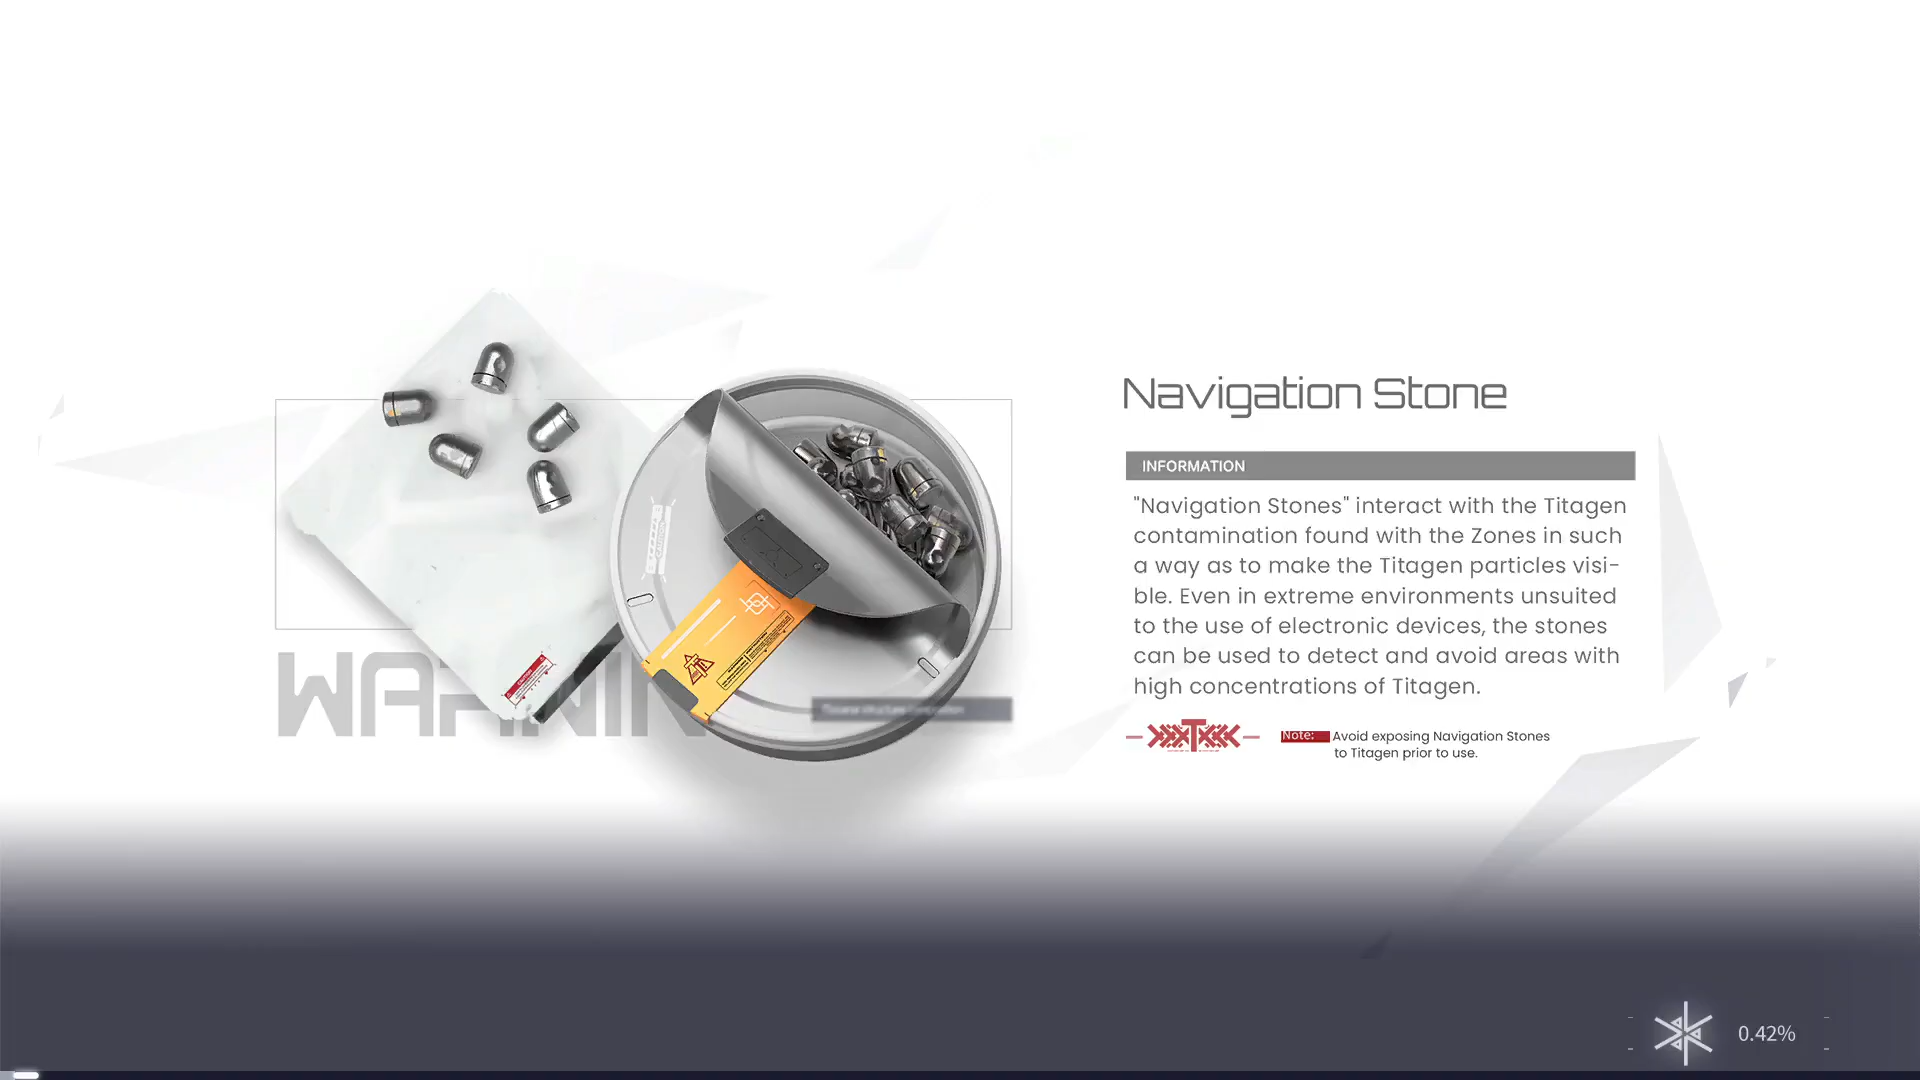 Navigation Stone
INFORMATION
"Navigation Stones" interact with the Titagen
contamination found with the Zones in such
a way as to make the Titagen particles visi-
ble. Even in extreme environments unsuited
to the use of electronic devices, the stones
can be used to detect and avoid areas with
high concentrations of Titagen.
Note: Avoid exposing Navigation Stones
to Titagen prior to use.
0.42%